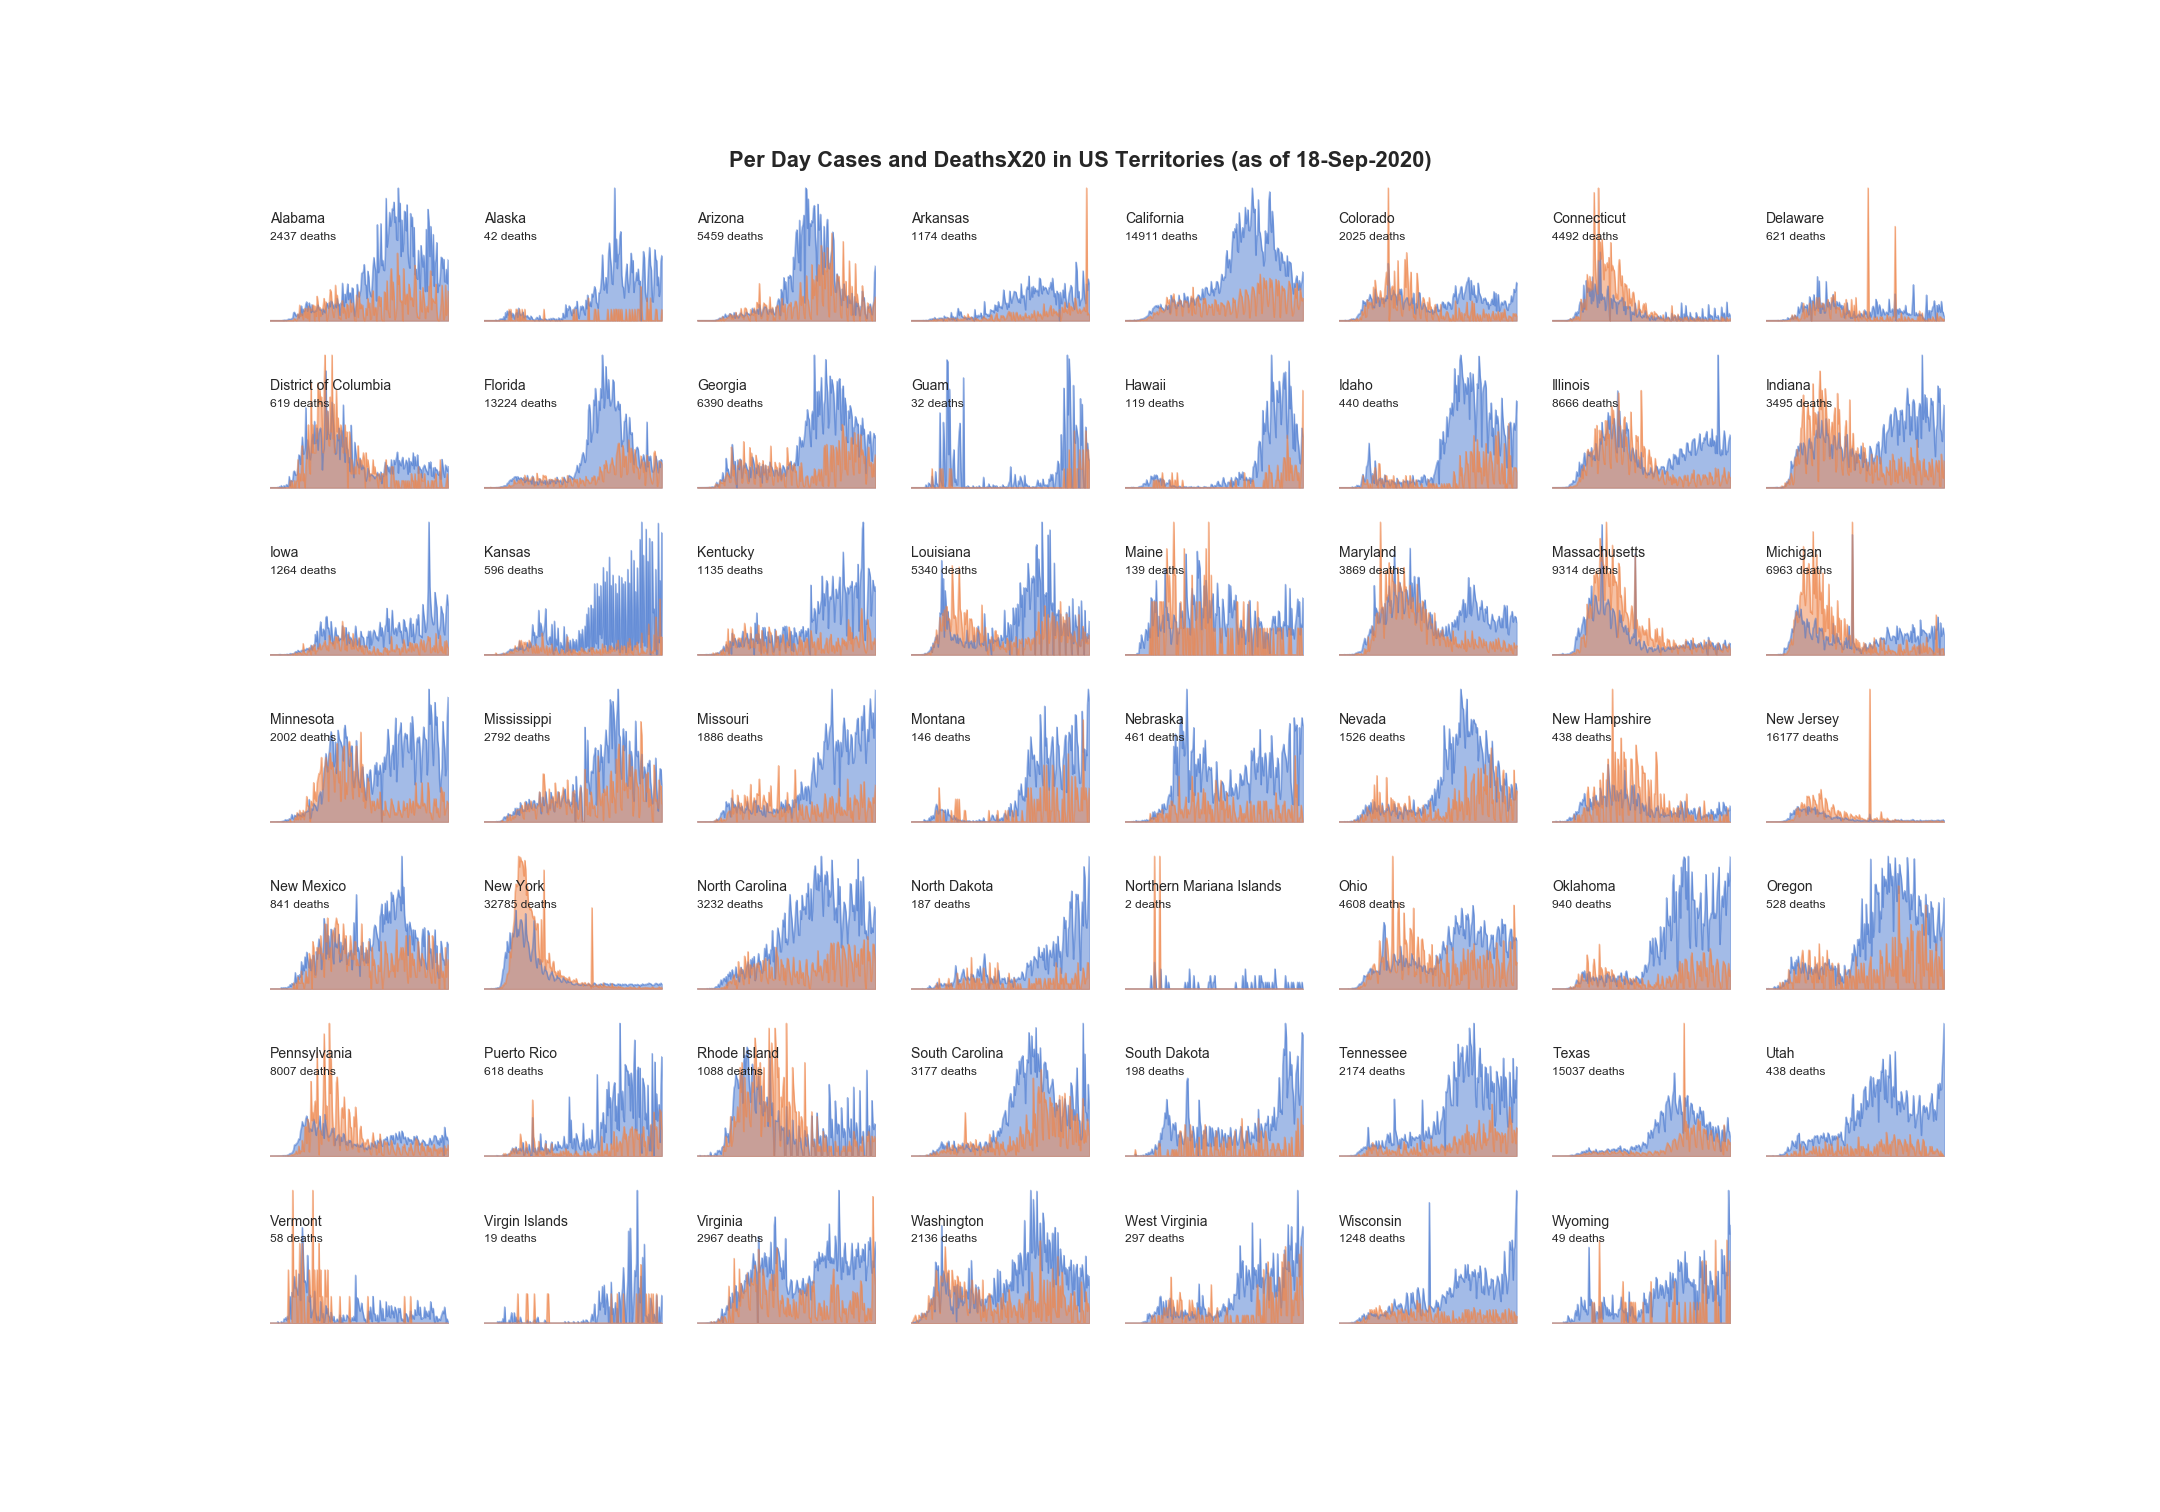 Per Day Cases and DeathsX20 in US Territories (as of 18-Sep-2020)
Alabama
2437 deaths
Alaska
42 deaths
Arizona
5459 deaths
Arkansas
1174 deaths
California
14911 deaths
Colorado
2025 deaths
Connecticut
4492 deaths
Delaware
621 deaths
District of Columbia
619 deaths
Florida
13224 deaths
Georgia
6390 deaths
Guam
32 deaths
Hawaii
119 deaths
Idaho
440 deaths
Illinois
8666 deaths
Indiana
3495 deaths
Iowa
1264 deaths
Kansas
596 deaths
Kentucky
1135 deaths
Louisiana
5340 deaths
Maine
139 deaths
Maryland
3869 deaths
Massachusetts
9314 deaths
Michigan
6963 deaths
Minnesota
2002 deaths
Mississippi
2792 deaths
Missouri
1886 deaths
Montana
146 deaths
Nebraska
461 deaths
Nevada
1526 deaths
New Hampshire
438 deaths
New Jersey
16177 deaths
New Mexico
841 deaths
New York
32785 deaths
North Carolina
3232 deaths
North Dakota
187 deaths
Northern Mariana Islands
2 deaths
Ohio
4608 deaths
Oklahoma
940 deaths
Oregon
528 deaths
Pennsylvania
8007 deaths
Puerto Rico
618 deaths
Rhode Island
1088 deaths
South Carolina
3177 deaths
South Dakota
198 deaths
Tennessee
2174 deaths
Texas
15037 deaths
Utah
438 deaths
Vermont
58 deaths
Virgin Islands
19 deaths
Virginia
2967 deaths
Washington
2136 deaths
West Virginia
297 deaths
Wisconsin
1248 deaths
Wyoming
49 deaths